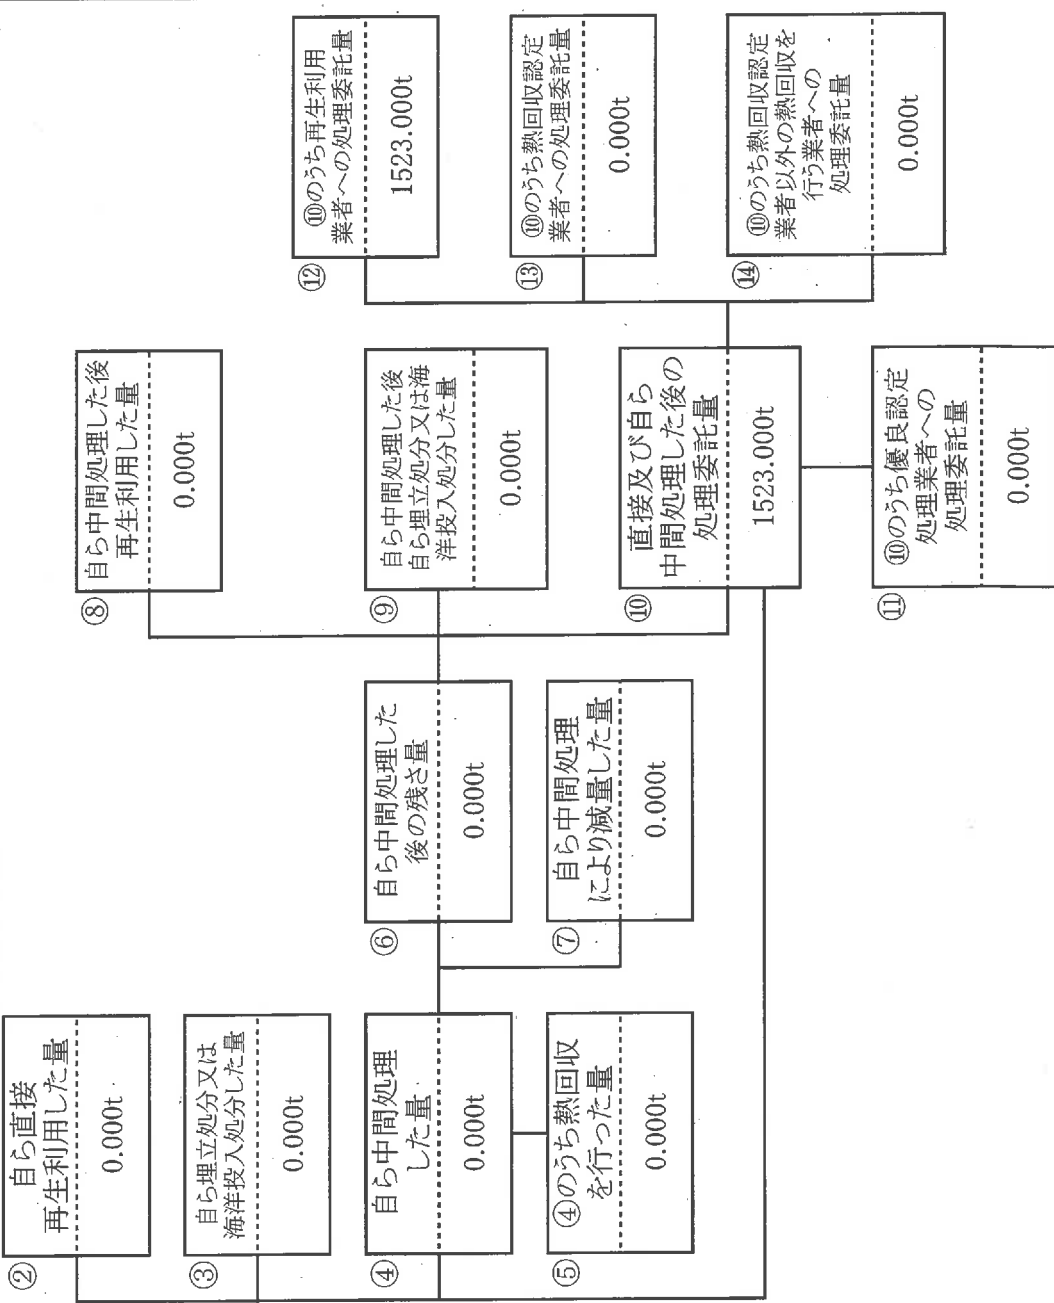 ②
自ら直接
再生利用した量
0.000t
③
自ら埋立処分又は
海洋投入処分した量
0.000t
④
自ら中間処理
した量
0.000t
⑤
④のうち熱回収
を行った量
0.000t
⑥
自ら中間処理した
後の残さ量
0.000t
⑦
自ら中間処理
により減量した量
0.000t
⑧
自ら中間処理した後
再生利用した量
0.000t
⑨
自ら中間処理した後
自ら埋立処分又は海
洋投入処分した量
0.000t
⑩
直接及び自ら
中間処理した後の
処理委託量
1523.000t
⑪
⑩のうち優良認定
処理業者への
処理委託量
0.000t
⑫
⑩のうち再生利用
業者への処理委託量
1523.000t
⑬
⑩のうち熱回収認定
業者への処理委託量
0.000t
⑭
⑩のうち熱回収認定
業者以外の熱回収を
行う業者への
処理委託量
0.000t